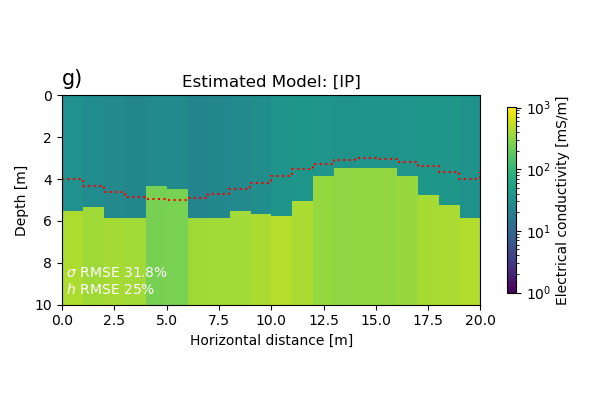 g)
Estimated Model: [IP]
0
2
4
6
8
10
Depth [m]
σ RMSE 31.8%
h RMSE 25%
0.0 2.5 5.0 7.5 10.0 12.5 15.0 17.5 20.0
Horizontal distance [m]
10³
10²
10¹
10⁰
Electrical conductivity [mS/m]